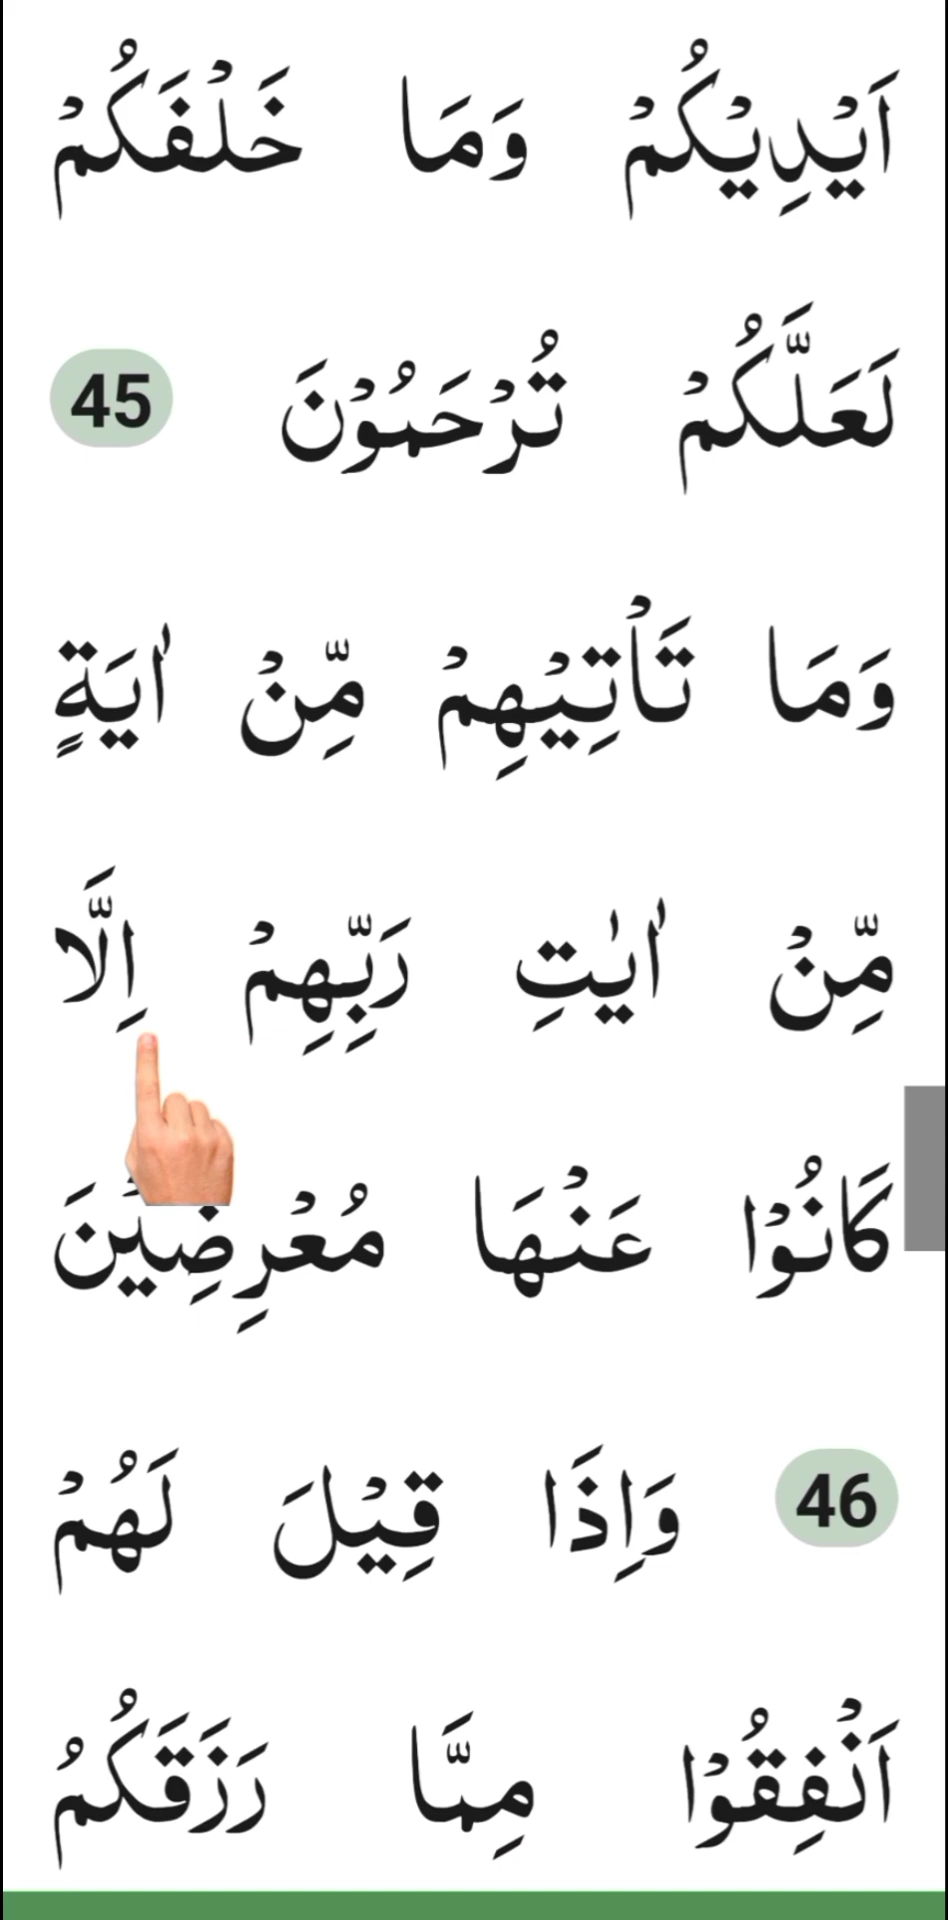 اَيْدِيْكُمْ وَمَا خَلْفَكُمْ
لَعَلَّكُمْ تُرْحَمُوْنَ 45
وَمَا تَاْتِيْهِمْ مِّنْ اٰيَةٍ
مِّنْ اٰيٰتِ رَبِّهِمْ اِلَّا
كَانُوْا عَنْهَا مُعْرِضِيْنَ
46 وَاِذَا قِيْلَ لَهُمْ
اَنْفِقُوْا مِمَّا رَزَقَكُمُ